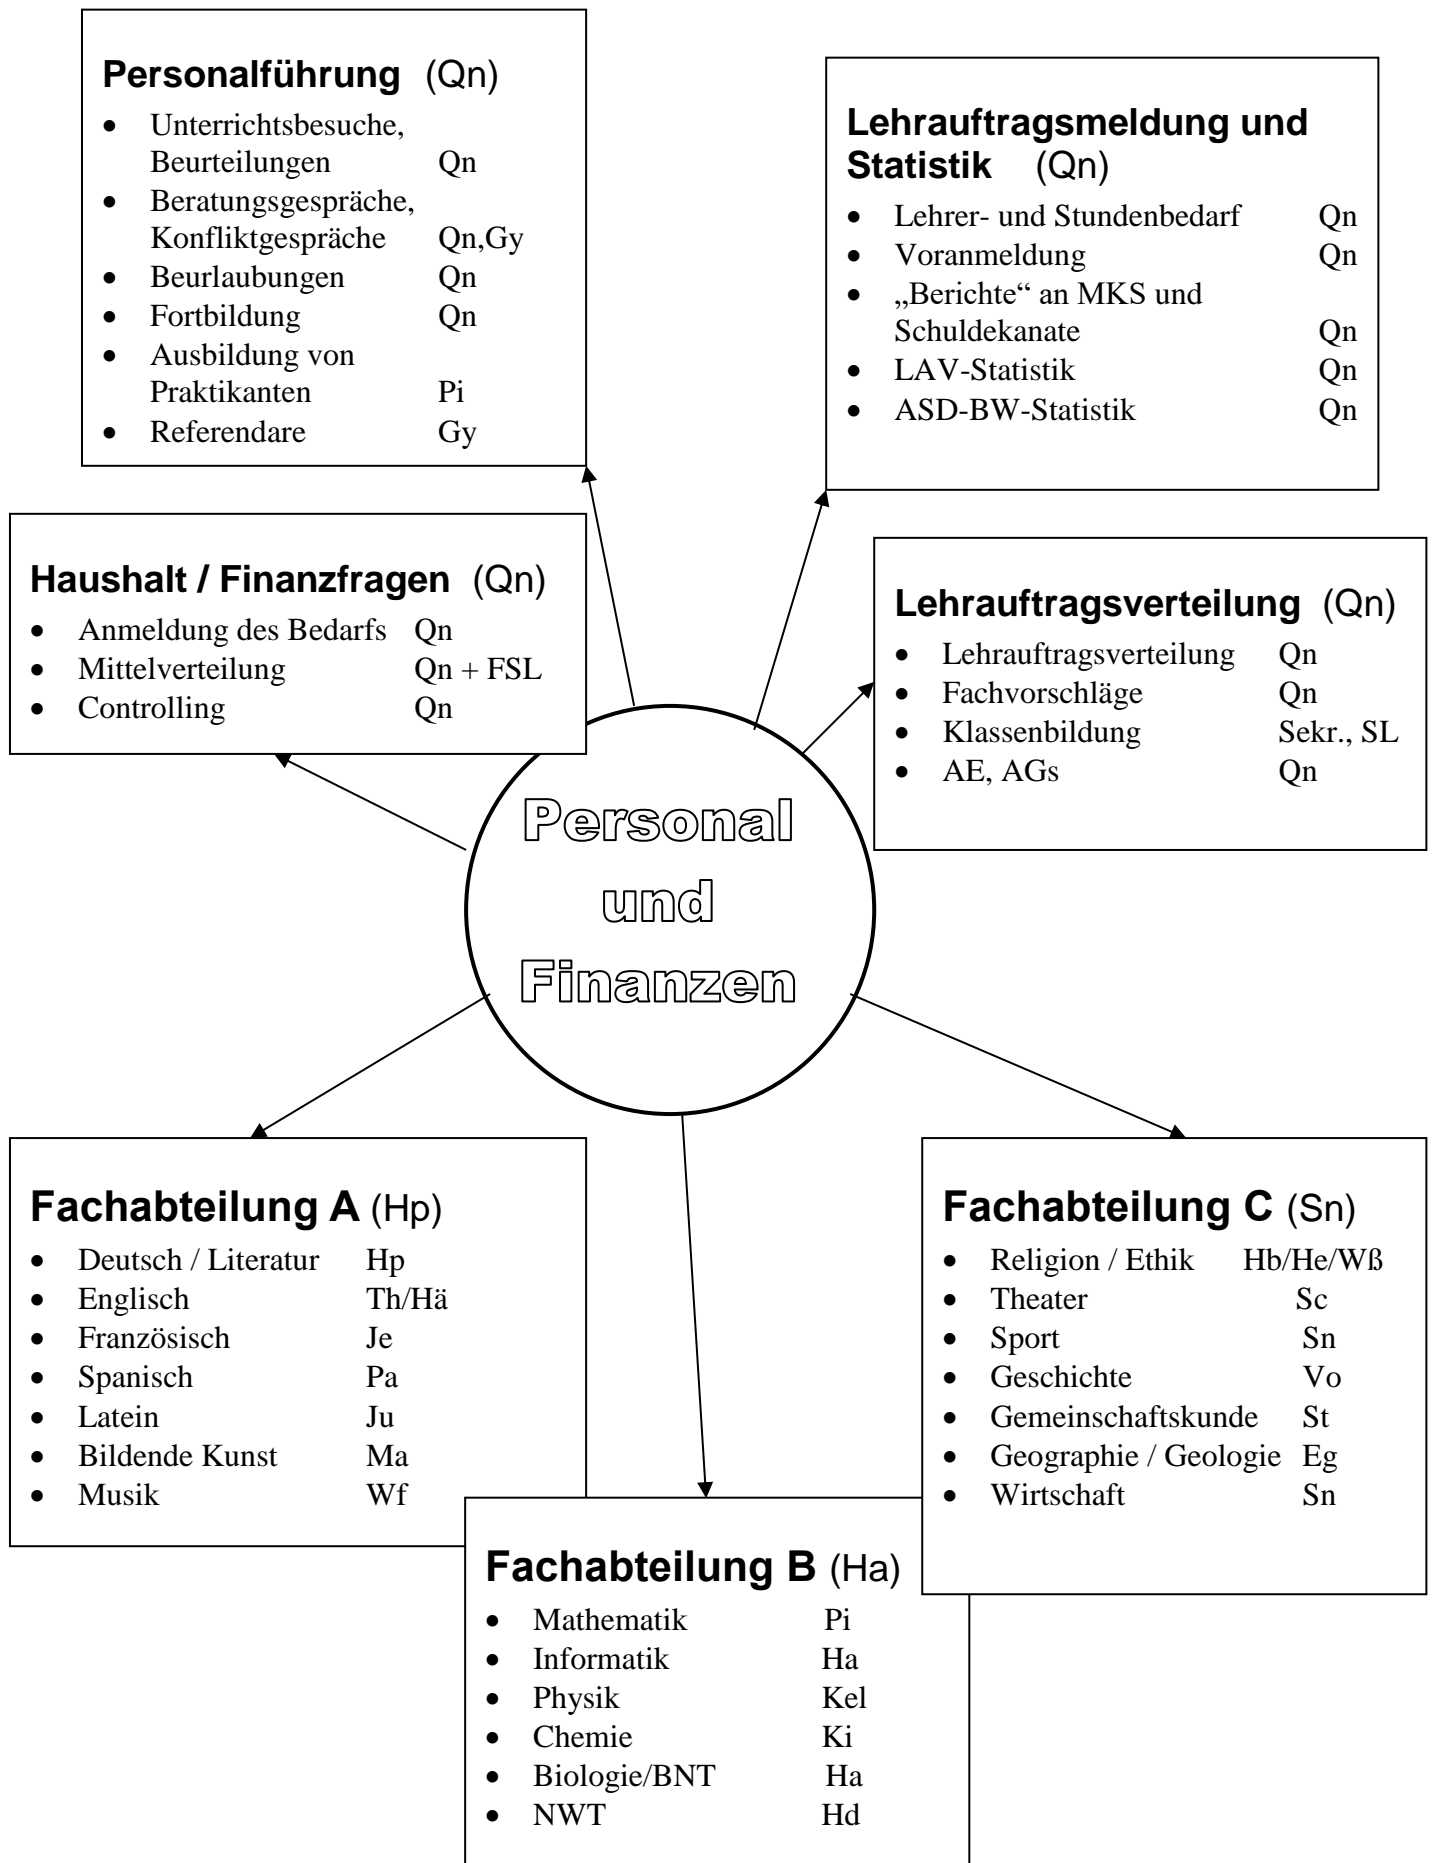 Personalführung (Qn)
• Unterrichtsbesuche,
Beurteilungen Qn
• Beratungsgespräche,
Konfliktgespräche Qn,Gy
• Beurlaubungen Qn
• Fortbildung Qn
• Ausbildung von
Praktikanten Pi
• Referendare Gy
Lehrauftragsmeldung und
Statistik (Qn)
• Lehrer- und Stundenbedarf Qn
• Voranmeldung Qn
• „Berichte“ an MKS und
Schuldekanate Qn
• LAV-Statistik Qn
• ASD-BW-Statistik Qn
Haushalt / Finanzfragen (Qn)
• Anmeldung des Bedarfs Qn
• Mittelverteilung Qn + FSL
• Controlling Qn
Lehrauftragsverteilung (Qn)
• Lehrauftragsverteilung Qn
• Fachvorschläge Qn
• Klassenbildung Sekr., SL
• AE, AGs Qn
Personal
und
Finanzen
Fachabteilung A (Hp)
• Deutsch / Literatur Hp
• Englisch Th/Hä
• Französisch Je
• Spanisch Pa
• Latein Ju
• Bildende Kunst Ma
• Musik Wf
Fachabteilung C (Sn)
• Religion / Ethik Hb/He/Wß
• Theater Sc
• Sport Sn
• Geschichte Vo
• Gemeinschaftskunde St
• Geographie / Geologie Eg
• Wirtschaft Sn
Fachabteilung B (Ha)
• Mathematik Pi
• Informatik Ha
• Physik Kel
• Chemie Ki
• Biologie/BNT Ha
• NWT Hd